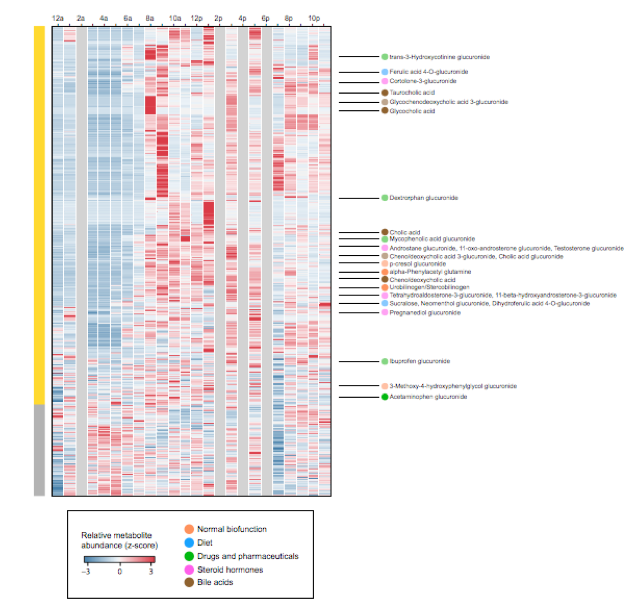 12a 2a 4a 6a 8a 10a 12p 2p 4p 6p 8p 10p
trans-3-Hydroxycotinine glucuronide
Ferulic acid 4-O-glucuronide
Cortolone-3-glucuronide
Taurocholic acid
Glycochenodeoxycholic acid 3-glucuronide
Glycocholic acid
Dextrorphan glucuronide
Cholic acid
Mycophenolic acid glucuronide
Androstane glucuronide, 11-oxo-androsterone glucuronide, Testosterone glucuronide
Chenodeoxycholic acid 3-glucuronide, Cholic acid glucuronide
p-cresol glucuronide
alpha-Phenylacetyl glutamine
Chenodeoxycholic acid
Urobilinogen/Stercobilinogen
Tetrahydroaldosterone-3-glucuronide, 11-beta-hydroxyandrosterone-3-glucuronide
Sucralose, Neomenthol glucuronide, Dihydroferulic acid 4-O-glucuronide
Pregnanediol glucuronide
Ibuprofen glucuronide
3-Methoxy-4-hydroxyphenylglycol glucuronide
Acetaminophen glucuronide
Relative metabolite
abundance (z-score)
−3 0 3
Normal biofunction
Diet
Drugs and pharmaceuticals
Steroid hormones
Bile acids